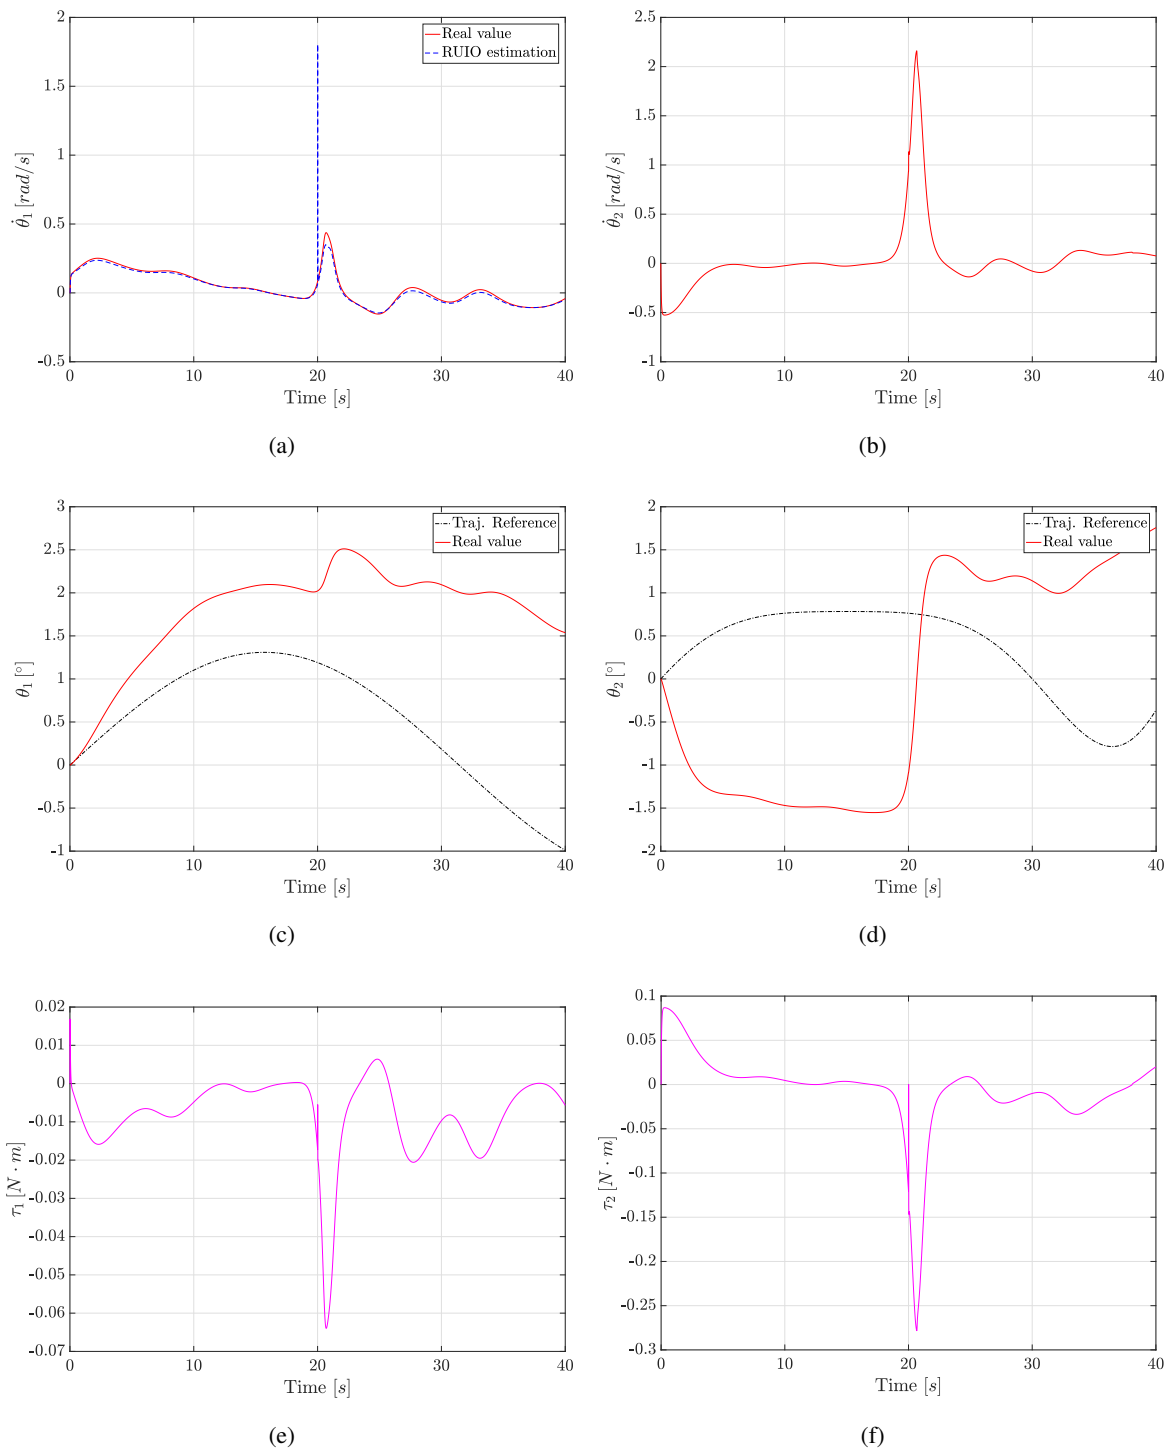 2
1.5
1
0.5
0
-0.5
θ̇₁ [rad/s]
Real value
RUIO estimation
0 10 20 30 40
Time [s]
(a)
2.5
2
1.5
1
0.5
0
-0.5
-1
θ̇₂ [rad/s]
0 10 20 30 40
Time [s]
(b)
3
2.5
2
1.5
1
0.5
0
-0.5
-1
θ₁ [°]
Traj. Reference
Real value
0 10 20 30 40
Time [s]
(c)
2
1.5
1
0.5
0
-0.5
-1
-1.5
-2
θ₂ [°]
Traj. Reference
Real value
0 10 20 30 40
Time [s]
(d)
0.02
0.01
0
-0.01
-0.02
-0.03
-0.04
-0.05
-0.06
-0.07
τ₁ [N · m]
0 10 20 30 40
Time [s]
(e)
0.1
0.05
0
-0.05
-0.1
-0.15
-0.2
-0.25
-0.3
τ₂ [N · m]
0 10 20 30 40
Time [s]
(f)